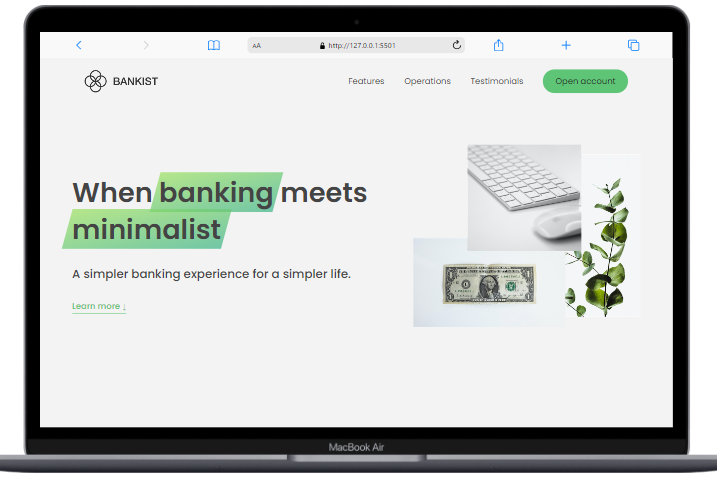 AA
http://127.0.0.1:5501
BANKIST
Features
Operations
Testimonials
Open account
When banking meets
minimalist
A simpler banking experience for a simpler life.
Learn more ↓
MacBook Air